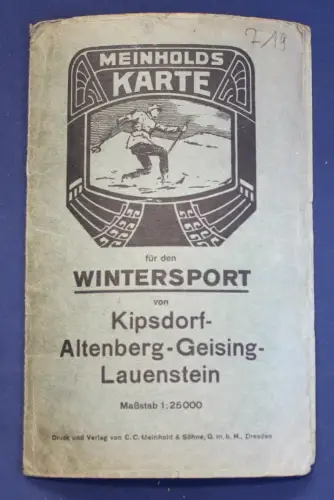 7/19
MEINHOLDS
KARTE
für den
WINTERSPORT
von
Kipsdorf-
Altenberg-Geising-
Lauenstein
Maßstab 1:25000
Druck und Verlag von C. C. Meinhold & Söhne, G. m. b. H., Dresden